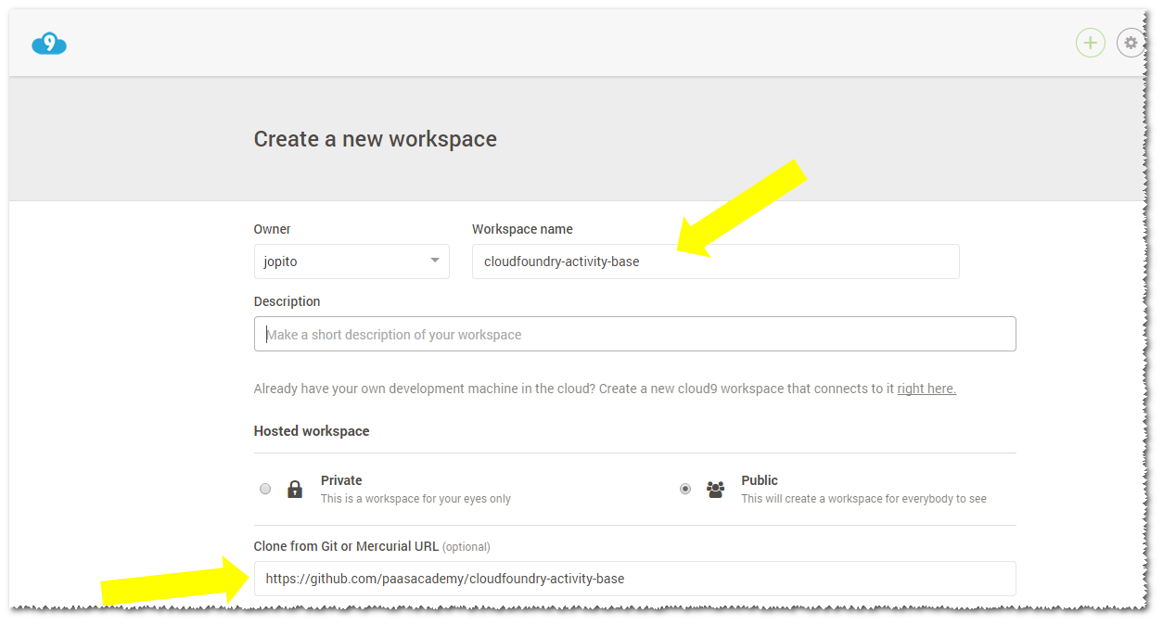 9
Create a new workspace
Owner
Workspace name
jopito
cloudfoundry-activity-base
Description
Make a short description of your workspace
Already have your own development machine in the cloud? Create a new cloud9 workspace that connects to it right here.
Hosted workspace
Private
This is a workspace for your eyes only
Public
This will create a workspace for everybody to see
Clone from Git or Mercurial URL (optional)
https://github.com/paasacademy/cloudfoundry-activity-base